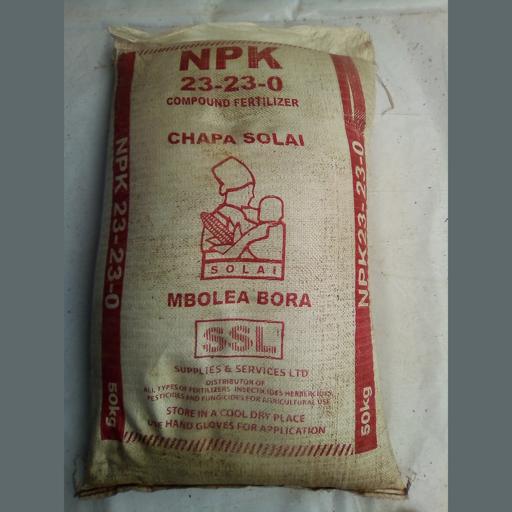 NPK
23-23-0
COMPOUND FERTILIZER
CHAPA SOLAI
SOLAI
MBOLEA BORA
SSL
SUPPLIES & SERVICES LTD
DISTRIBUTOR OF
ALL TYPES OF FERTILIZERS INSECTICIDES HERBICIDES
PESTICIDES AND FUNGICIDES FOR AGRICULTURAL USE
STORE IN A COOL DRY PLACE
USE HAND GLOVES FOR APPLICATION
NPK 23-23-0
50kg
NPK 23-23-0
50kg